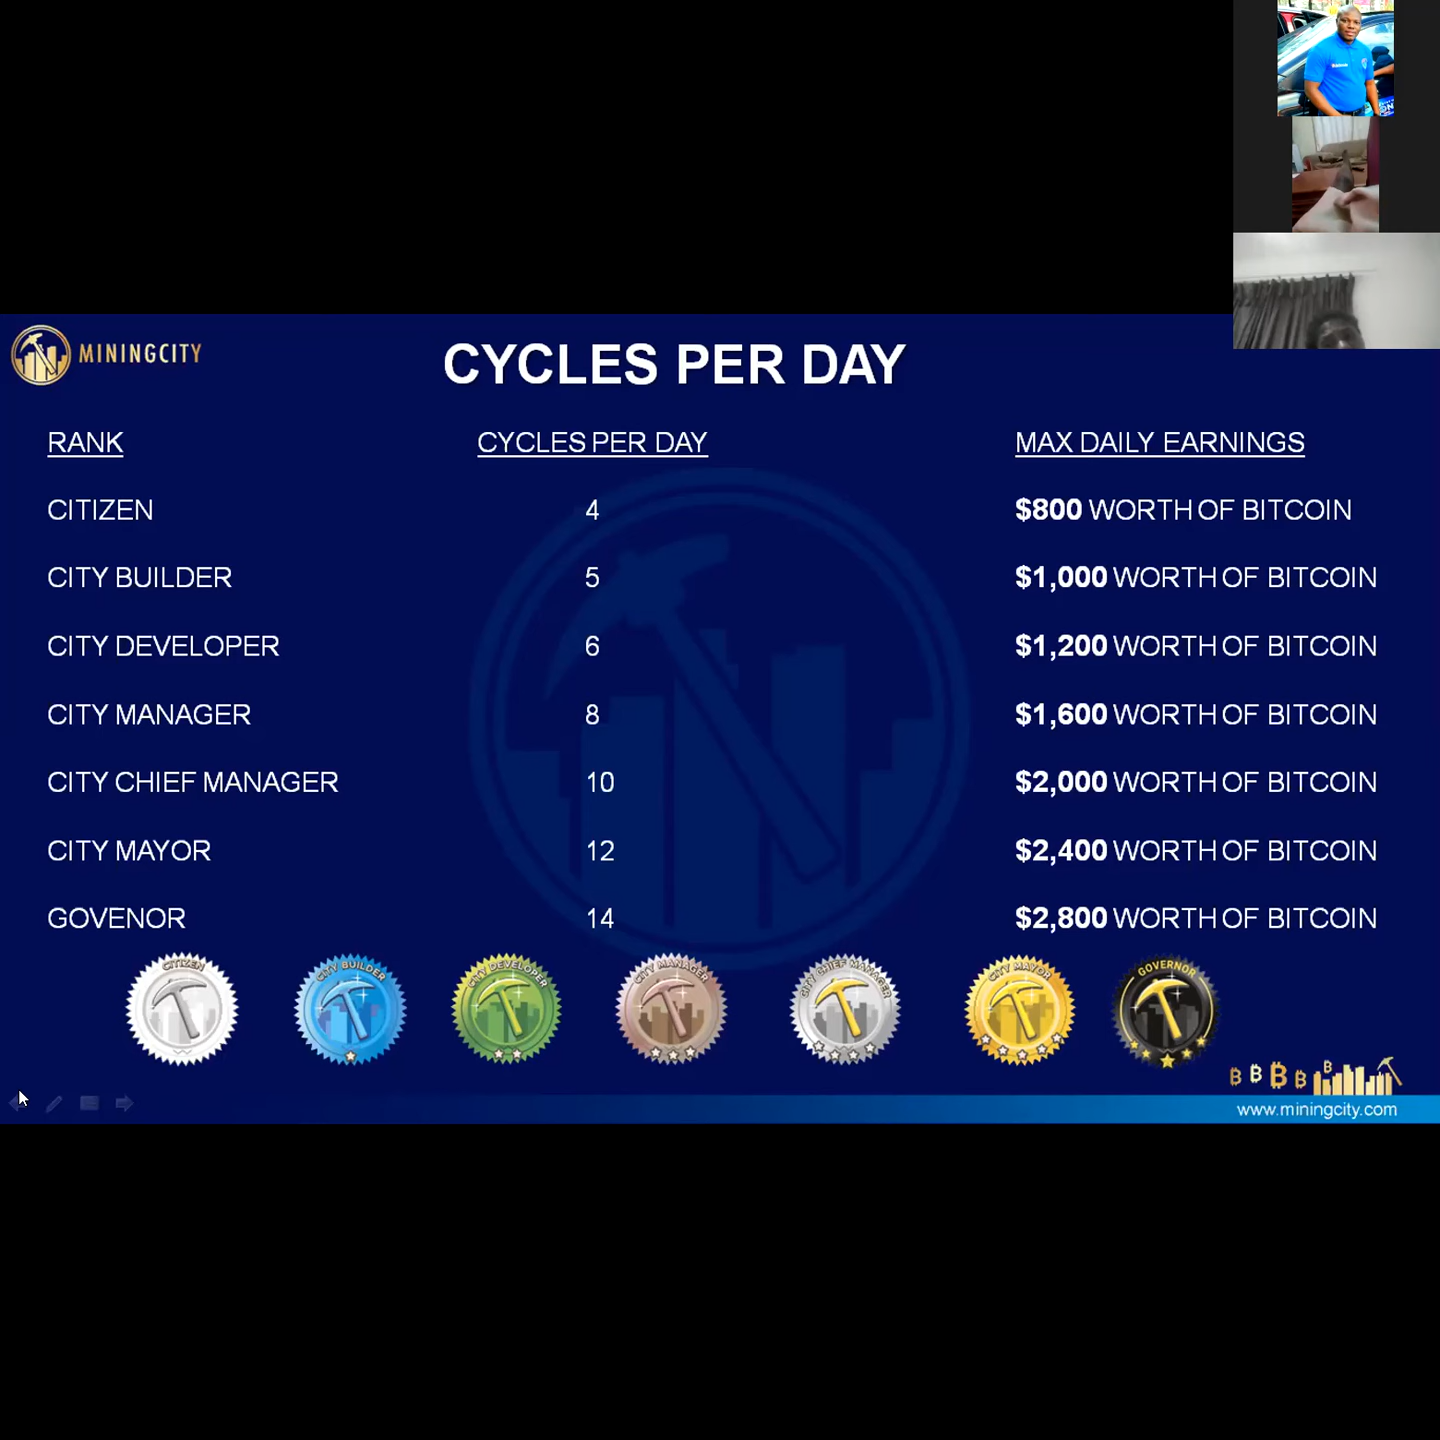 MININGCITY
CYCLES PER DAY
RANK CYCLES PER DAY MAX DAILY EARNINGS
CITIZEN 4 $800 WORTH OF BITCOIN
CITY BUILDER 5 $1,000 WORTH OF BITCOIN
CITY DEVELOPER 6 $1,200 WORTH OF BITCOIN
CITY MANAGER 8 $1,600 WORTH OF BITCOIN
CITY CHIEF MANAGER 10 $2,000 WORTH OF BITCOIN
CITY MAYOR 12 $2,400 WORTH OF BITCOIN
GOVENOR 14 $2,800 WORTH OF BITCOIN
CITIZEN
CITY BUILDER
CITY DEVELOPER
CITY MANAGER
CITY CHIEF MANAGER
CITY MAYOR
GOVERNOR
www.miningcity.com